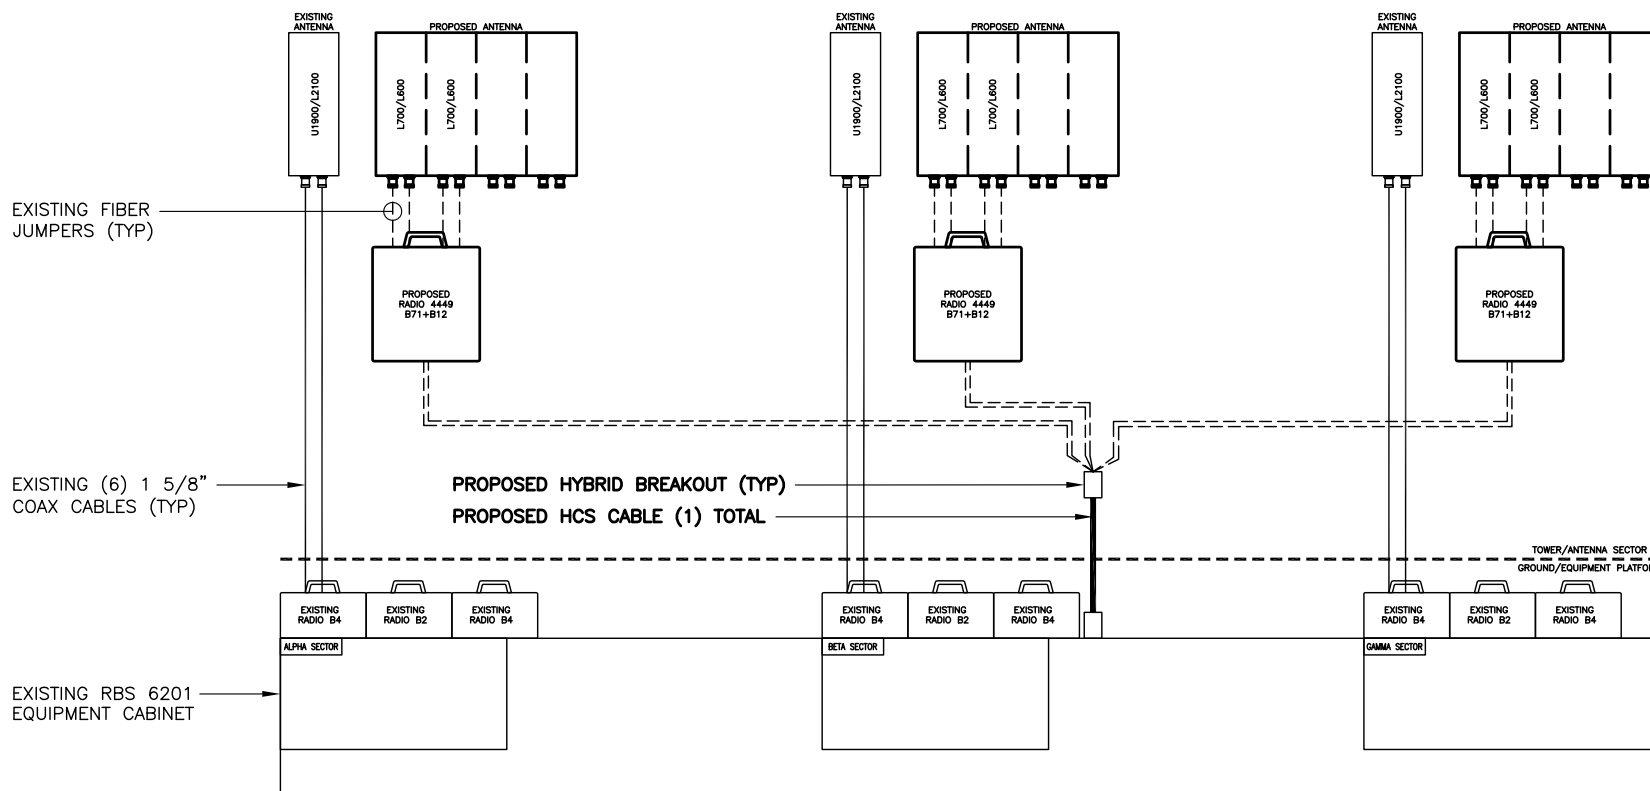 EXISTING
ANTENNA
PROPOSED ANTENNA
EXISTING
ANTENNA
PROPOSED ANTENNA
EXISTING
ANTENNA
PROPOSED ANTENNA
U1900/L2100
L700/L600
L700/L600
U1900/L2100
L700/L600
L700/L600
U1900/L2100
L700/L600
L700/L600
EXISTING FIBER
JUMPERS (TYP)
PROPOSED
RADIO 4449
B71+B12
PROPOSED
RADIO 4449
B71+B12
PROPOSED
RADIO 4449
B71+B12
EXISTING (6) 1 5/8"
COAX CABLES (TYP)
PROPOSED HYBRID BREAKOUT (TYP)
PROPOSED HCS CABLE (1) TOTAL
TOWER/ANTENNA SECTOR
GROUND/EQUIPMENT PLATFO
EXISTING
RADIO B4
EXISTING
RADIO B2
EXISTING
RADIO B4
EXISTING
RADIO B4
EXISTING
RADIO B2
EXISTING
RADIO B4
EXISTING
RADIO B4
EXISTING
RADIO B2
EXISTING
RADIO B4
ALPHA SECTOR
BETA SECTOR
GAMMA SECTOR
EXISTING RBS 6201
EQUIPMENT CABINET